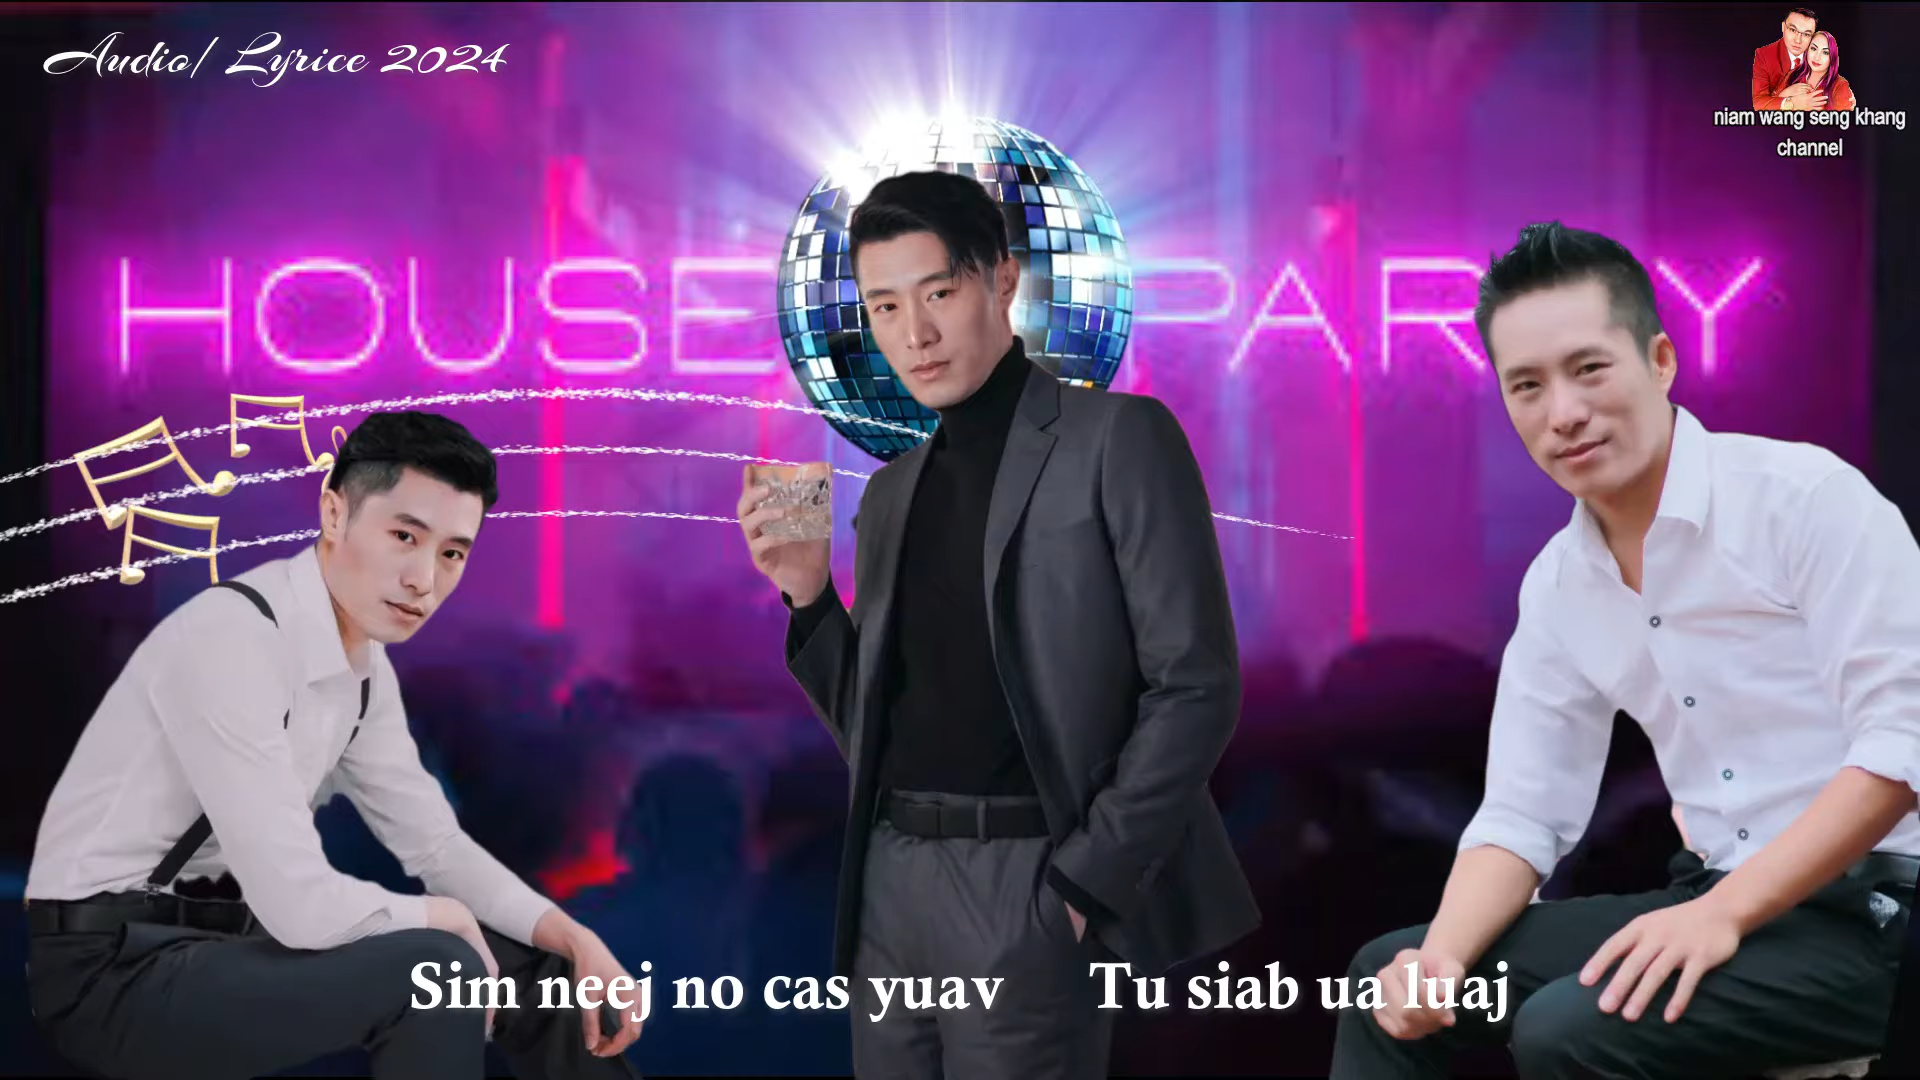 Audio/ Lyrice 2024
niam wang seng khang
channel
HOUSE PARTY
Sim neej no cas yuav Tu siab ua luaj